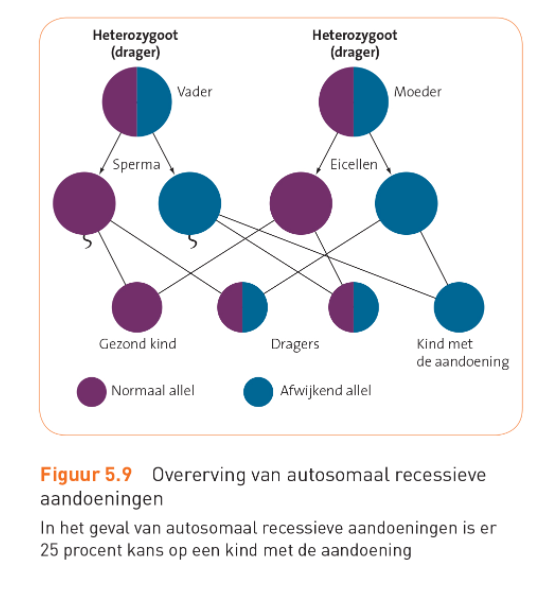 Heterozygoot
(drager)
Heterozygoot
(drager)
Vader
Moeder
Sperma
Eicellen
Gezond kind
Dragers
Kind met
de aandoening
Normaal allel
Afwijkend allel
Figuur 5.9 Overerving van autosomaal recessieve
aandoeningen
In het geval van autosomaal recessieve aandoeningen is er
25 procent kans op een kind met de aandoening